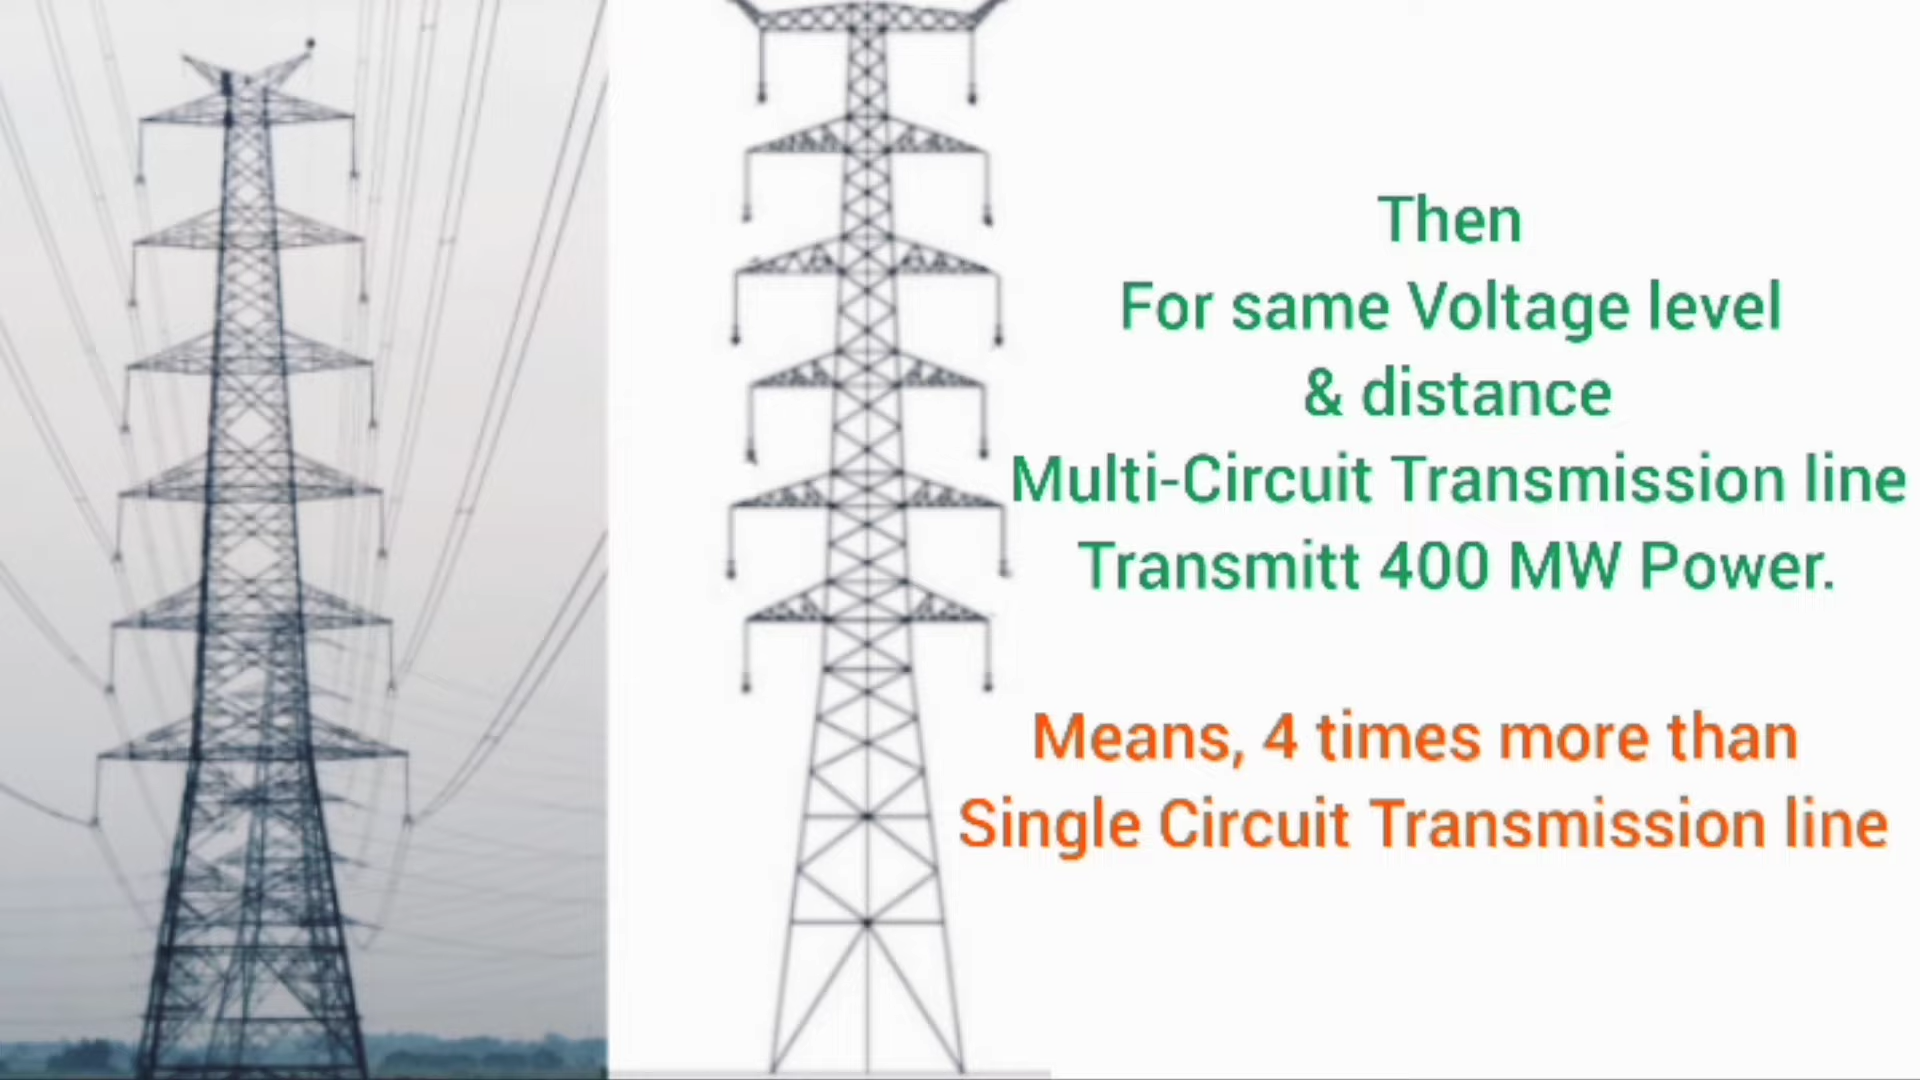 Then
For same Voltage level
& distance
Multi-Circuit Transmission line
Transmitt 400 MW Power.
Means, 4 times more than
Single Circuit Transmission line